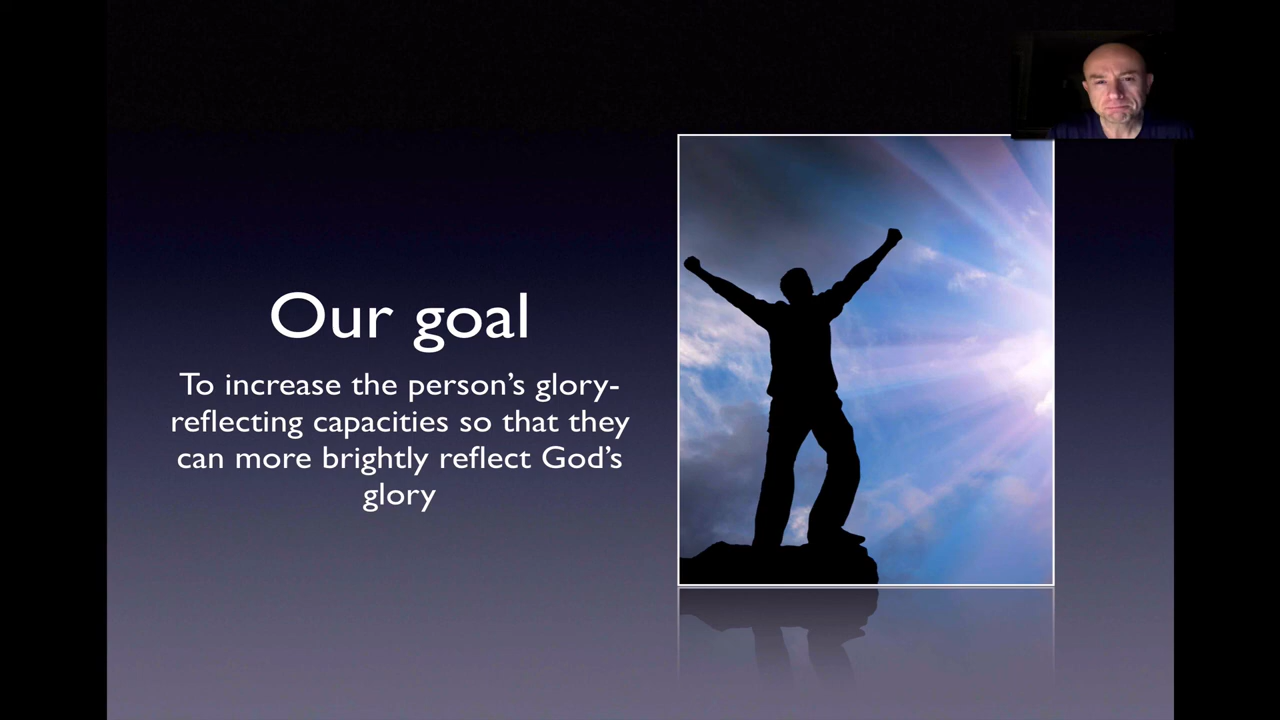 Our goal
To increase the person’s glory-
reflecting capacities so that they
can more brightly reflect God’s
glory